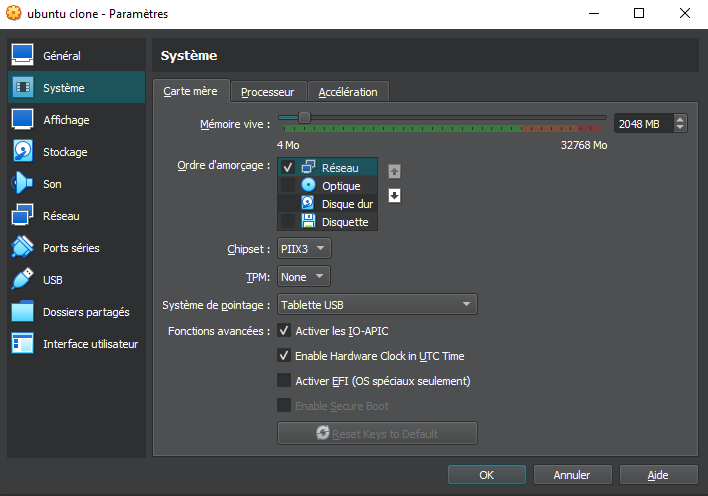 ubuntu clone - Paramètres
Général
Système
Affichage
Stockage
Son
Réseau
Ports séries
USB
Dossiers partagés
Interface utilisateur
Système
Carte mère Processeur Accélération
Mémoire vive : 2048 MB
4 Mo 32768 Mo
Ordre d'amorçage : Réseau
Optique
Disque dur
Disquette
Chipset : PIIX3
TPM: None
Système de pointage : Tablette USB
Fonctions avancées : Activer les IO-APIC
Enable Hardware Clock in UTC Time
Activer EFI (OS spéciaux seulement)
Enable Secure Boot
Reset Keys to Default
OK Annuler Aide